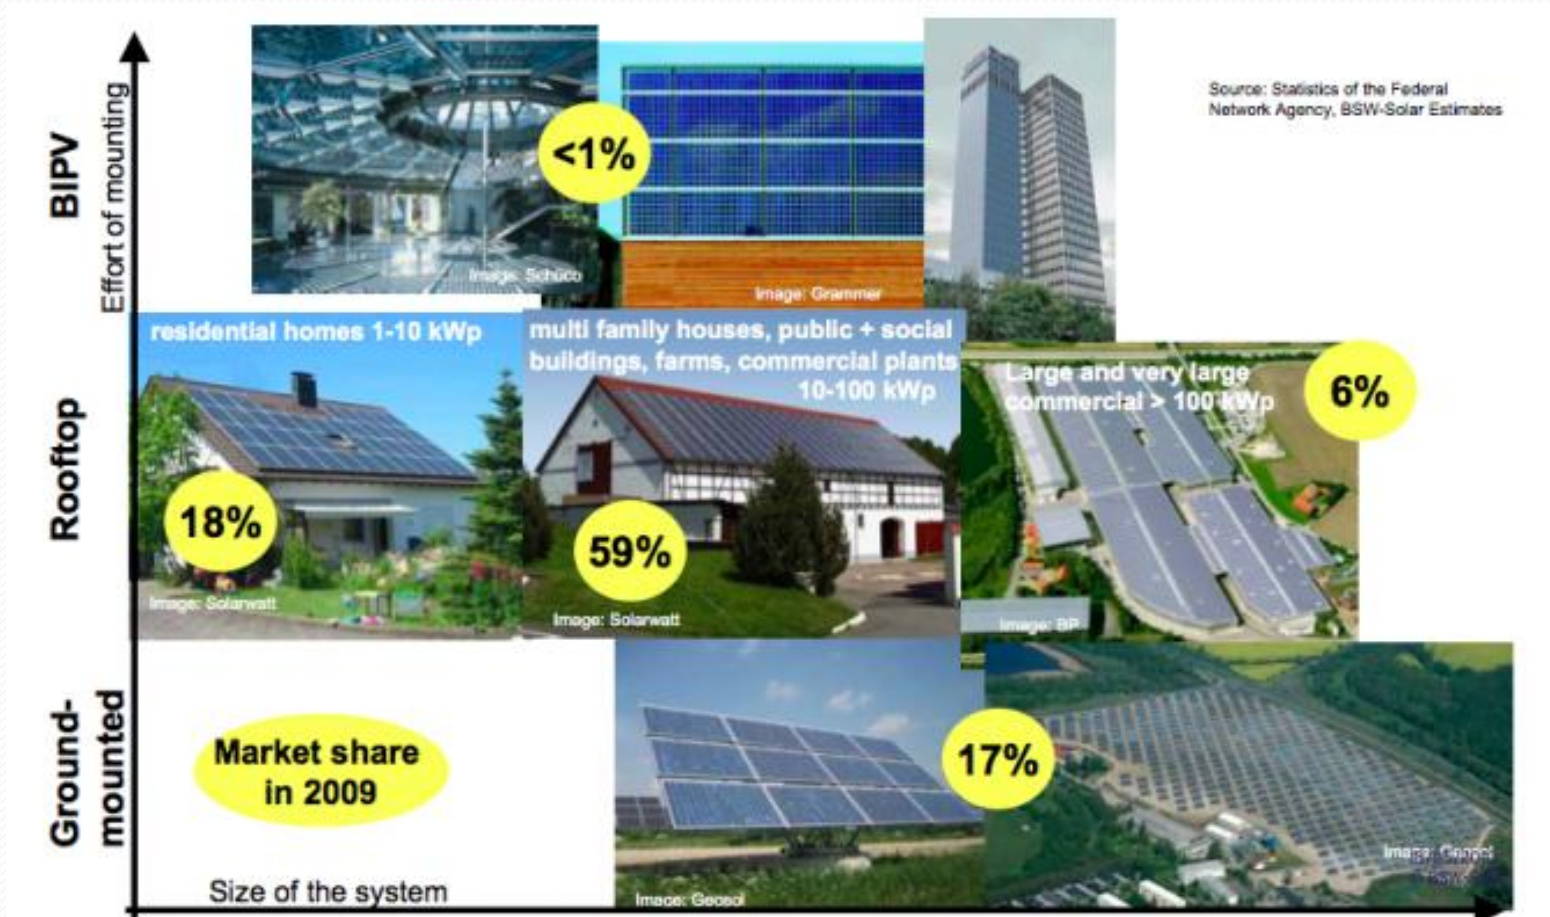 BIPV
Effort of mounting
<1%
Source: Statistics of the Federal
Network Agency, BSW-Solar Estimates
Image: Schüco
Image: Grammer
Rooftop
residential homes 1-10 kWp
multi family houses, public + social
buildings, farms, commercial plants
10-100 kWp
Large and very large
commercial > 100 kWp
6%
18%
59%
Image: Solarwatt
Image: Solarwatt
Image: BP
Ground-
mounted
Market share
in 2009
17%
Image: Geosol
Image: Geosol
Size of the system